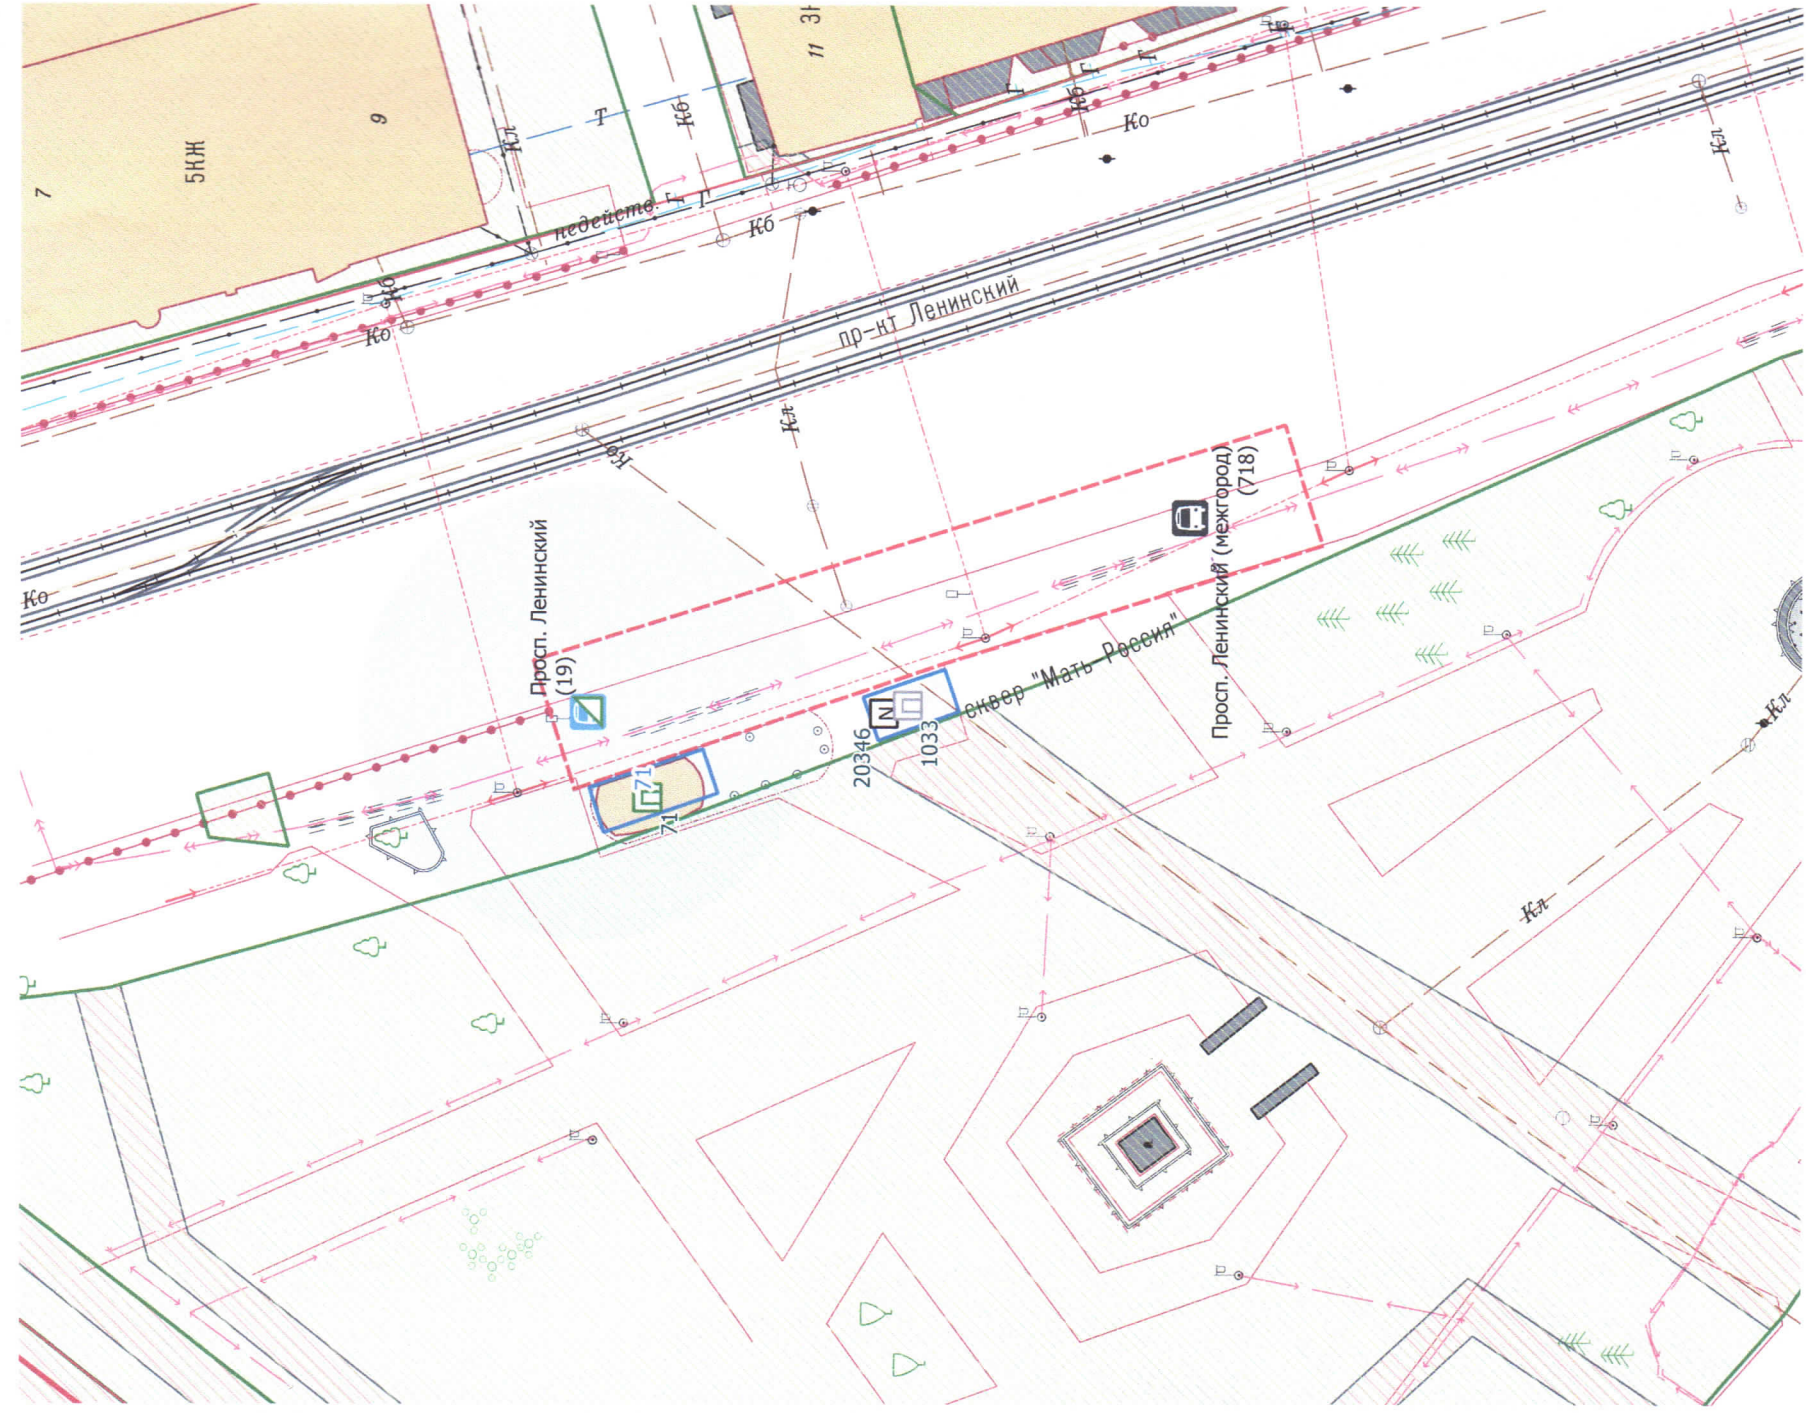 7
5КЖ
9
11
Кл
Т
Кб
недейств.
Г
Г
Кб
Г
Кб
Г
Г
Г
Ко
Кл
Кб
Ко
пр-кт Ленинский
Кл
Ко
Ко
Просп. Ленинский
(19)
Просп. Ленинский (межгород)
(718)
сквер "Мать Россия"
N
П
20346
1033
71
П
71
Кл
Кл